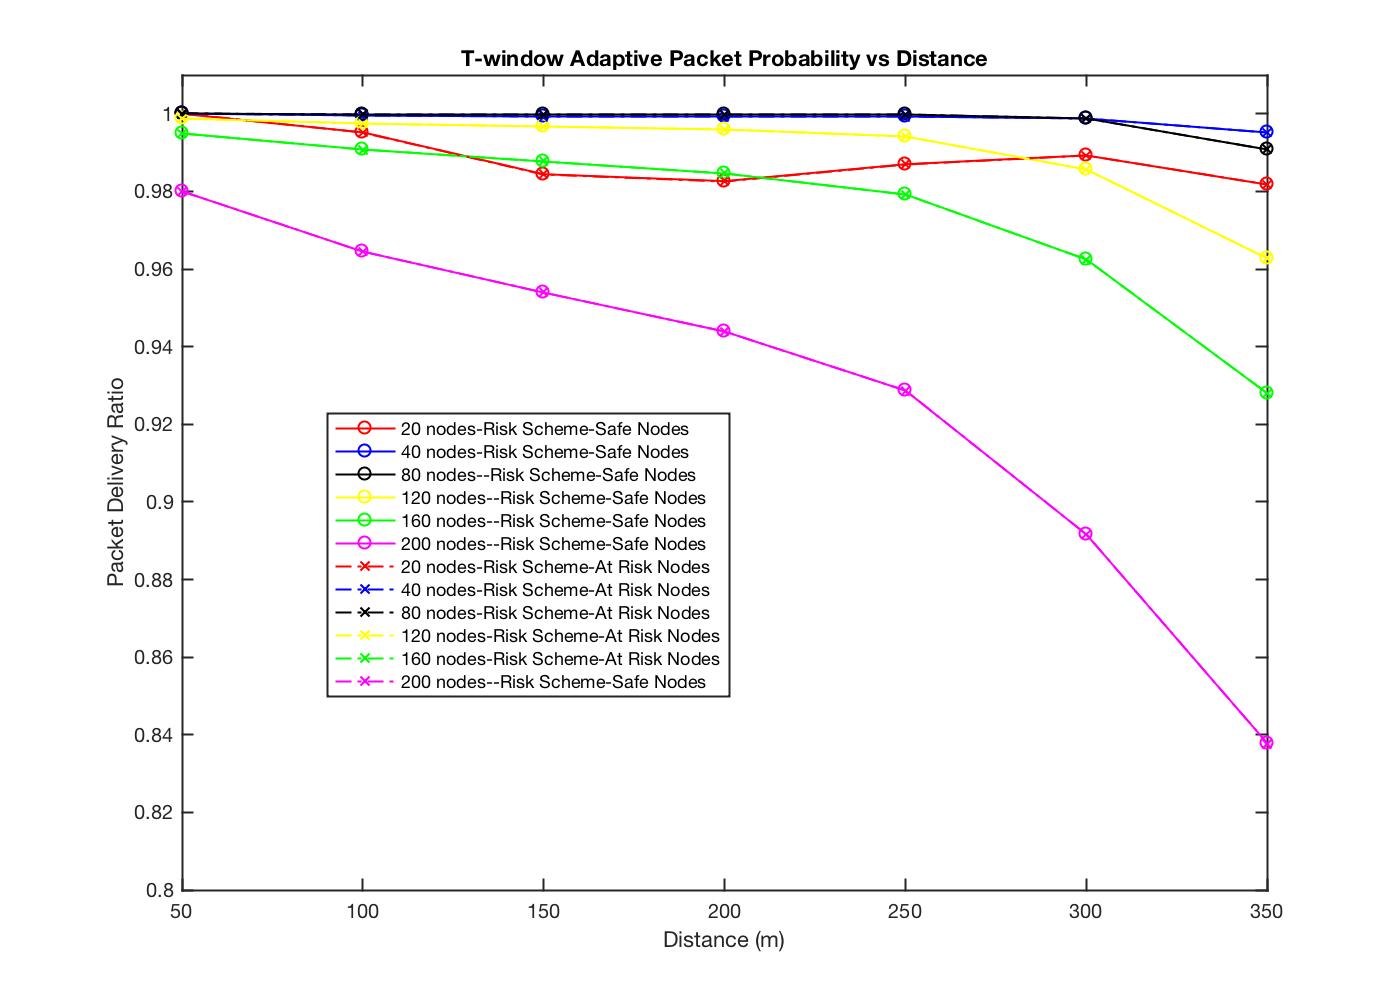 T-window Adaptive Packet Probability vs Distance
1
0.98
0.96
0.94
0.92
0.9
0.88
0.86
0.84
0.82
0.8
Packet Delivery Ratio
20 nodes-Risk Scheme-Safe Nodes
40 nodes-Risk Scheme-Safe Nodes
80 nodes--Risk Scheme-Safe Nodes
120 nodes--Risk Scheme-Safe Nodes
160 nodes--Risk Scheme-Safe Nodes
200 nodes--Risk Scheme-Safe Nodes
20 nodes-Risk Scheme-At Risk Nodes
40 nodes-Risk Scheme-At Risk Nodes
80 nodes-Risk Scheme-At Risk Nodes
120 nodes-Risk Scheme-At Risk Nodes
160 nodes-Risk Scheme-At Risk Nodes
200 nodes--Risk Scheme-Safe Nodes
50 100 150 200 250 300 350
Distance (m)